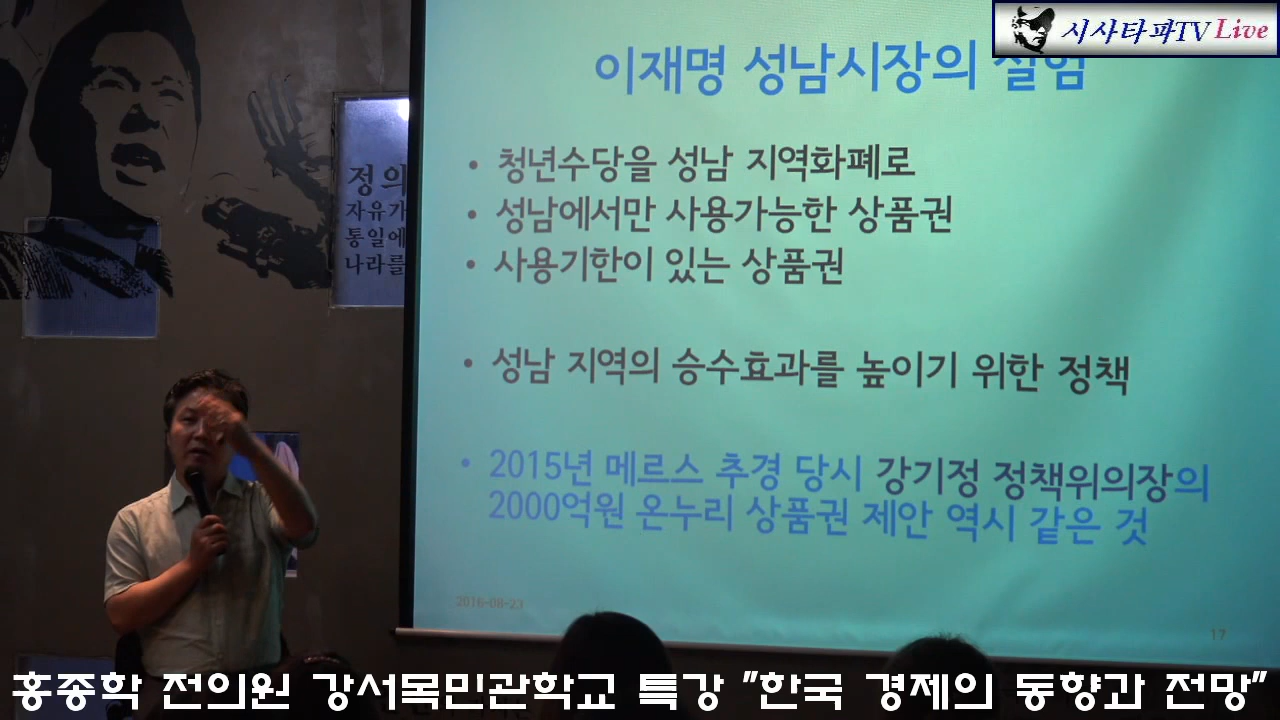 시사타파TV Live
이재명 성남시장의 실험
• 청년수당을 성남 지역화폐로
• 성남에서만 사용가능한 상품권
• 사용기한이 있는 상품권
• 성남 지역의 승수효과를 높이기 위한 정책
• 2015년 메르스 추경 당시 강기정 정책위의장의
2000억원 온누리 상품권 제안 역시 같은 것
2016-08-23
17
정의
자유가
통일에
나라를
홍종학 전의원 강서목민관학교 특강 "한국 경제의 동향과 전망"